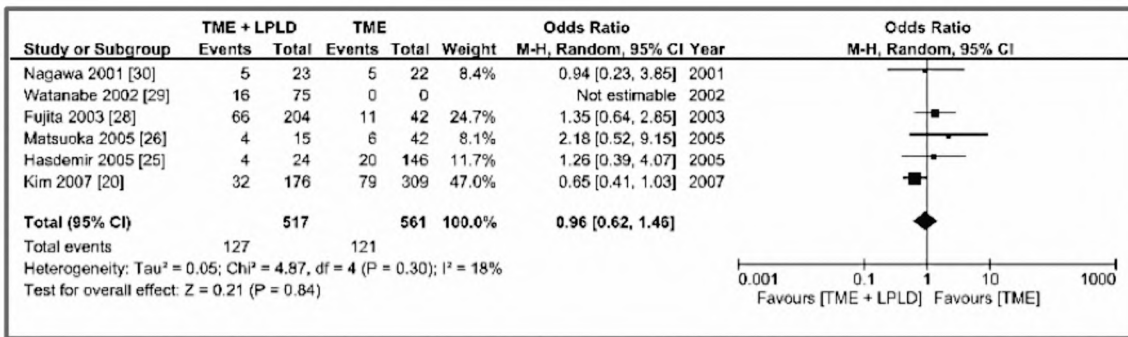 TME + LPLD TME Odds Ratio Odds Ratio
Study or Subgroup Events Total Events Total Weight M-H, Random, 95% CI Year M-H, Random, 95% CI
Nagawa 2001 [30] 5 23 5 22 8.4% 0.94 [0.23, 3.85] 2001
Watanabe 2002 [29] 16 75 0 0 Not estimable 2002
Fujita 2003 [28] 66 204 11 42 24.7% 1.35 [0.64, 2.85] 2003
Matsuoka 2005 [26] 4 15 6 42 8.1% 2.18 [0.52, 9.15] 2005
Hasdemir 2005 [25] 4 24 20 146 11.7% 1.26 [0.39, 4.07] 2005
Kim 2007 [20] 32 176 79 309 47.0% 0.65 [0.41, 1.03] 2007
Total (95% CI) 517 561 100.0% 0.96 [0.62, 1.46]
Total events 127 121
Heterogeneity: Tau² = 0.05; Chi² = 4.87, df = 4 (P = 0.30); I² = 18%
Test for overall effect: Z = 0.21 (P = 0.84)
0.001 0.1 1 10 1000
Favours [TME + LPLD] Favours [TME]